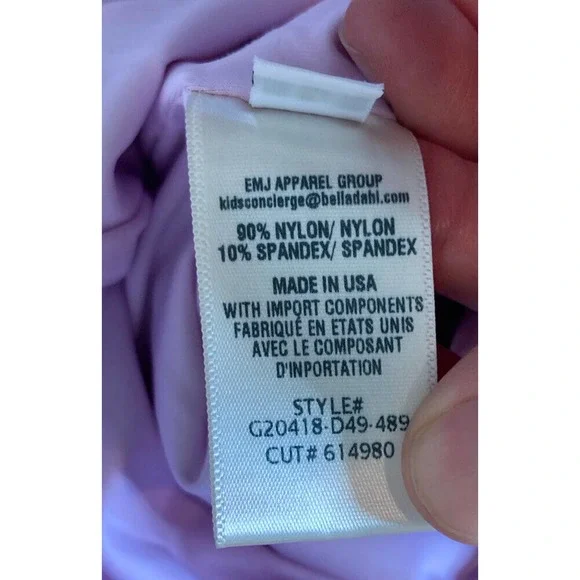 EMJ APPAREL GROUP
kidsconcierge@belladahl.com
90% NYLON/ NYLON
10% SPANDEX/ SPANDEX
MADE IN USA
WITH IMPORT COMPONENTS
FABRIQUÉ EN ETATS UNIS
AVEC LE COMPOSANT
D'INPORTATION
STYLE#
G20418-D49-489
CUT# 614980